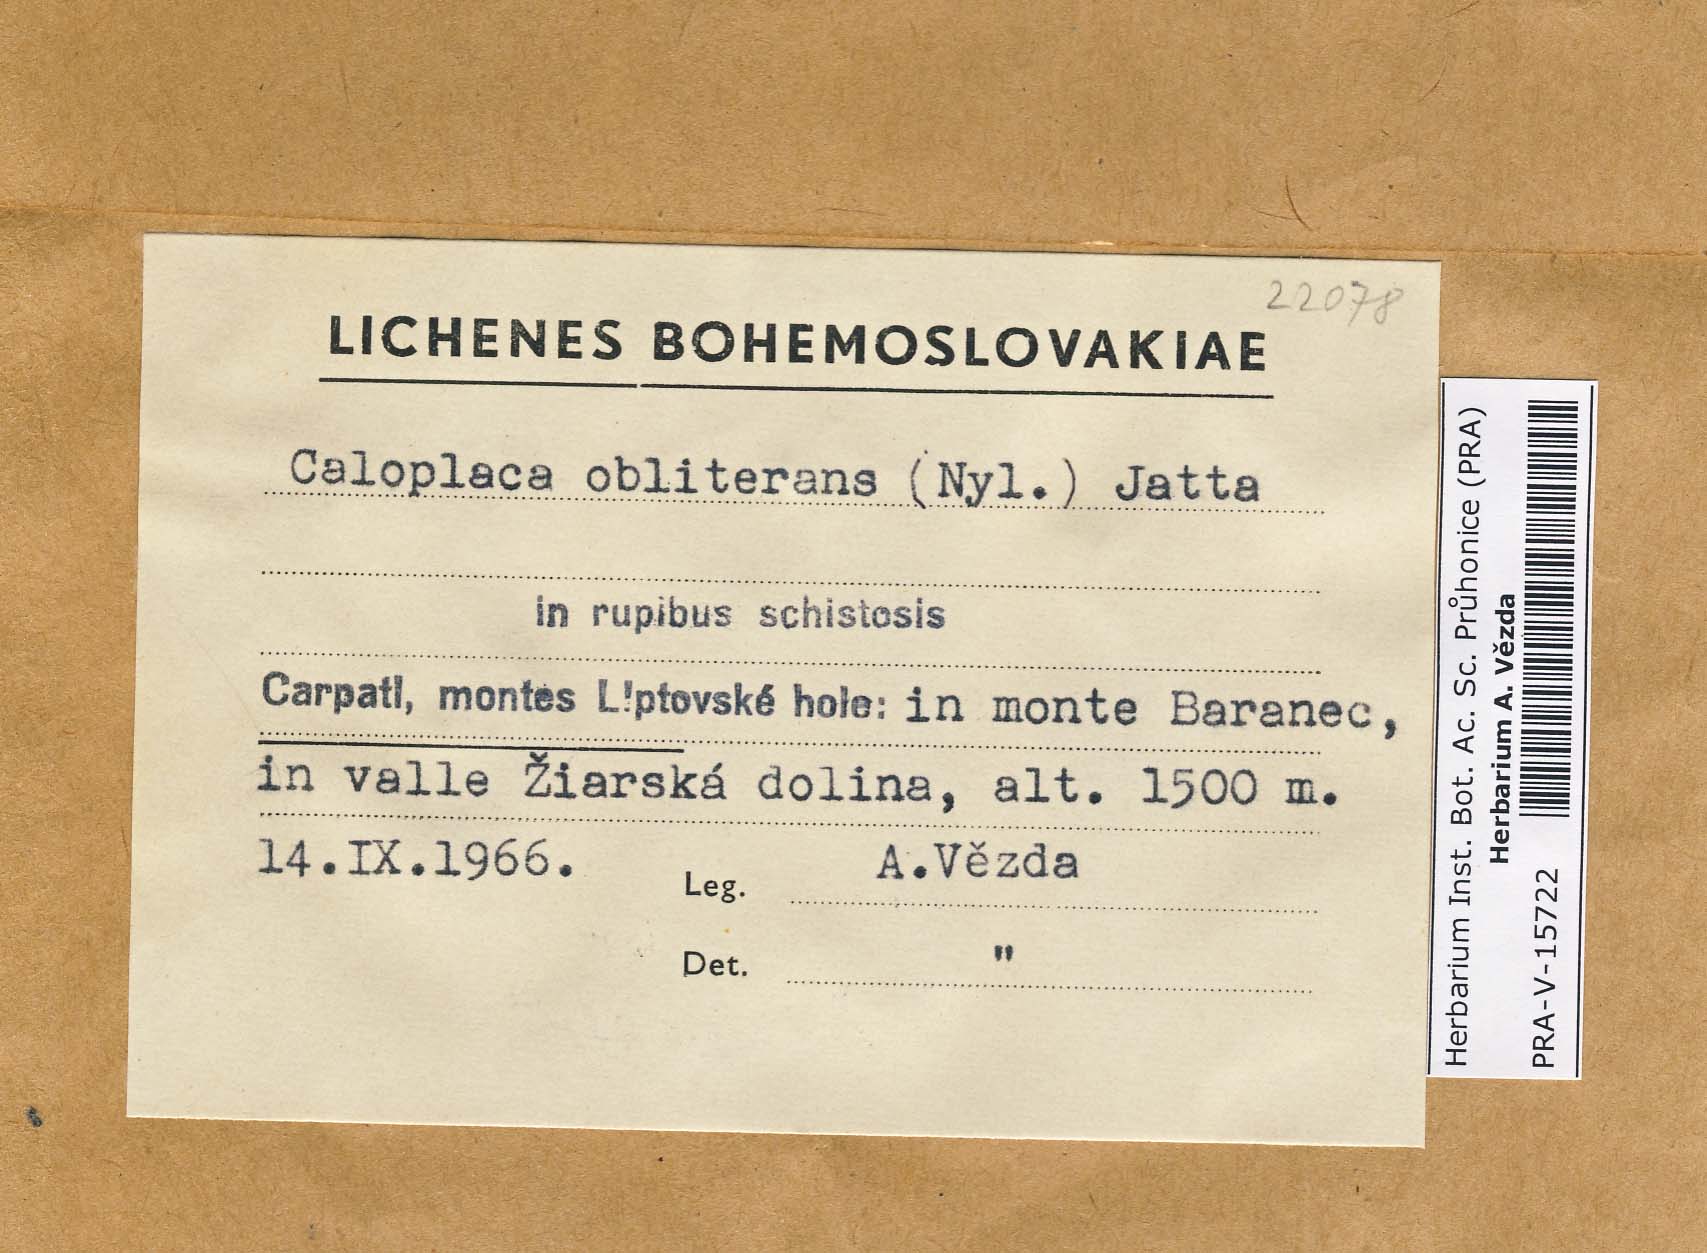 22078
LICHENES BOHEMOSLOVAKIAE
Caloplaca obliterans (Nyl.) Jatta
in rupibus schistosis
Carpati, montes Liptovské hole: in monte Baranec,
in valle Žiarská dolina, alt. 1500 m.
14.IX.1966.
Leg. A.Vězda
Det. "
Herbarium Inst. Bot. Ac. Sc. Průhonice (PRA)
Herbarium A. Vězda
PRA-V-15722